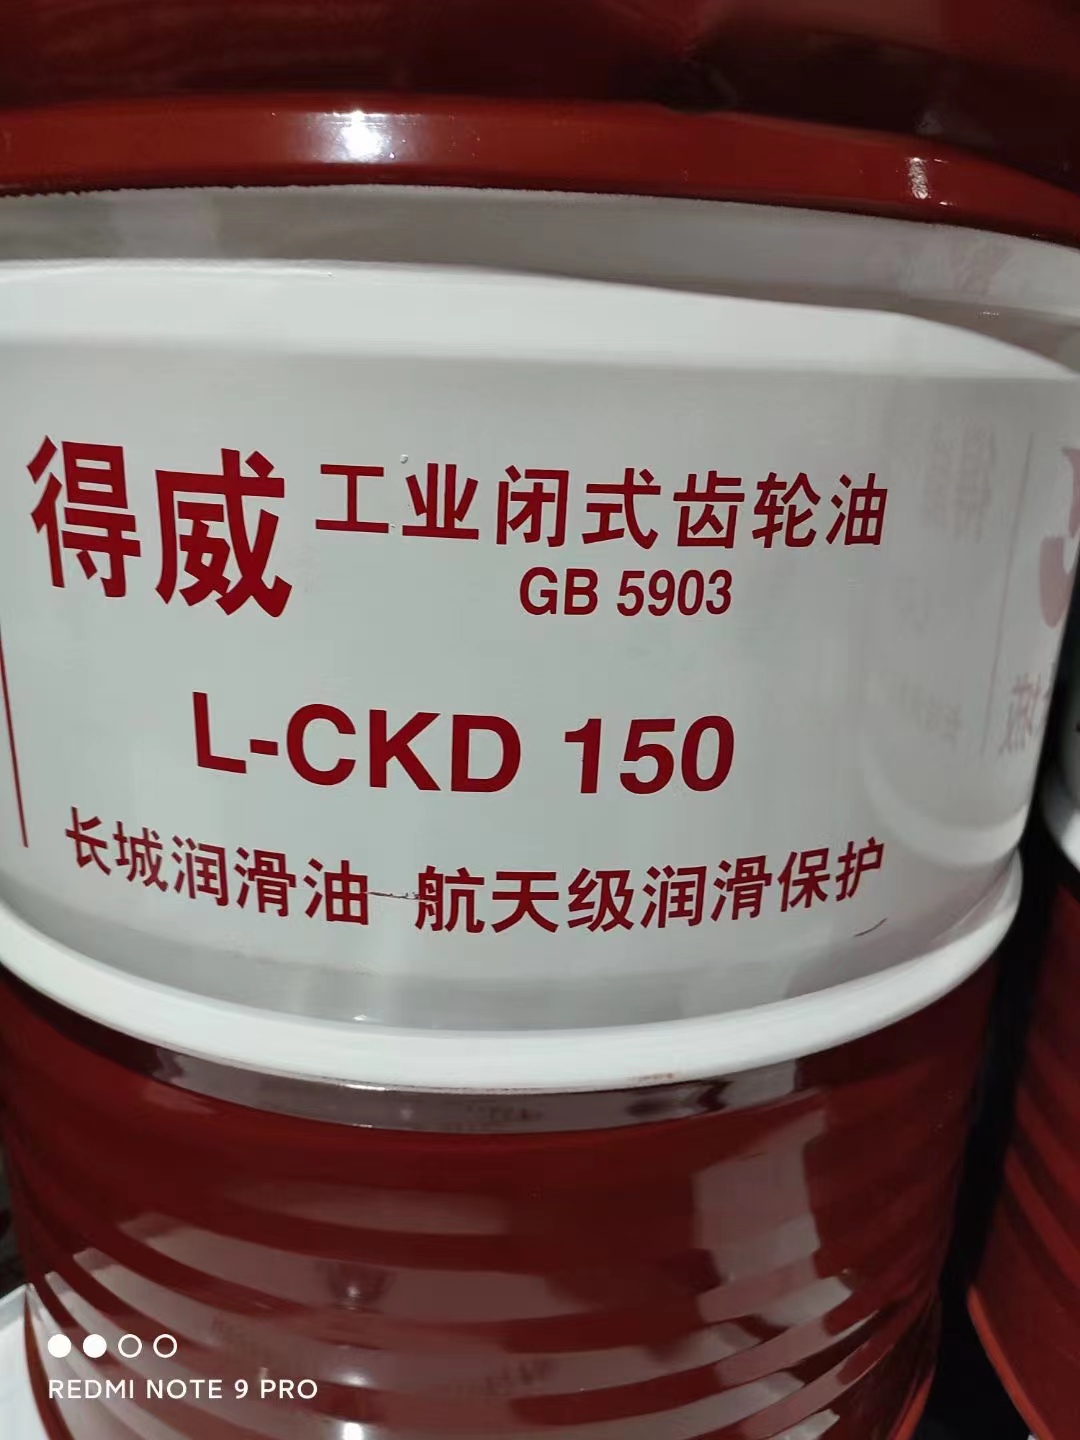 得威 工业闭式齿轮油
GB 5903
L-CKD 150
长城润滑油 航天级润滑保护
REDMI NOTE 9 PRO